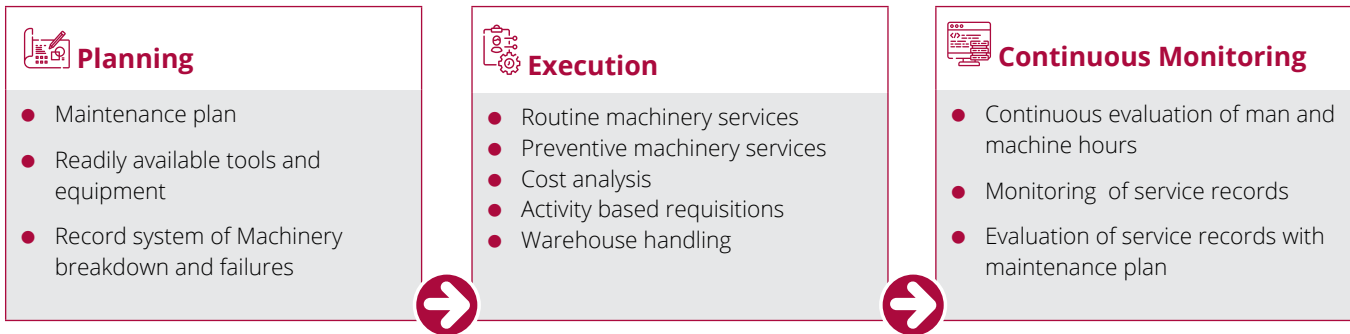 Planning
Maintenance plan
Readily available tools and
equipment
Record system of Machinery
breakdown and failures
Execution
Routine machinery services
Preventive machinery services
Cost analysis
Activity based requisitions
Warehouse handling
Continuous Monitoring
Continuous evaluation of man and
machine hours
Monitoring of service records
Evaluation of service records with
maintenance plan